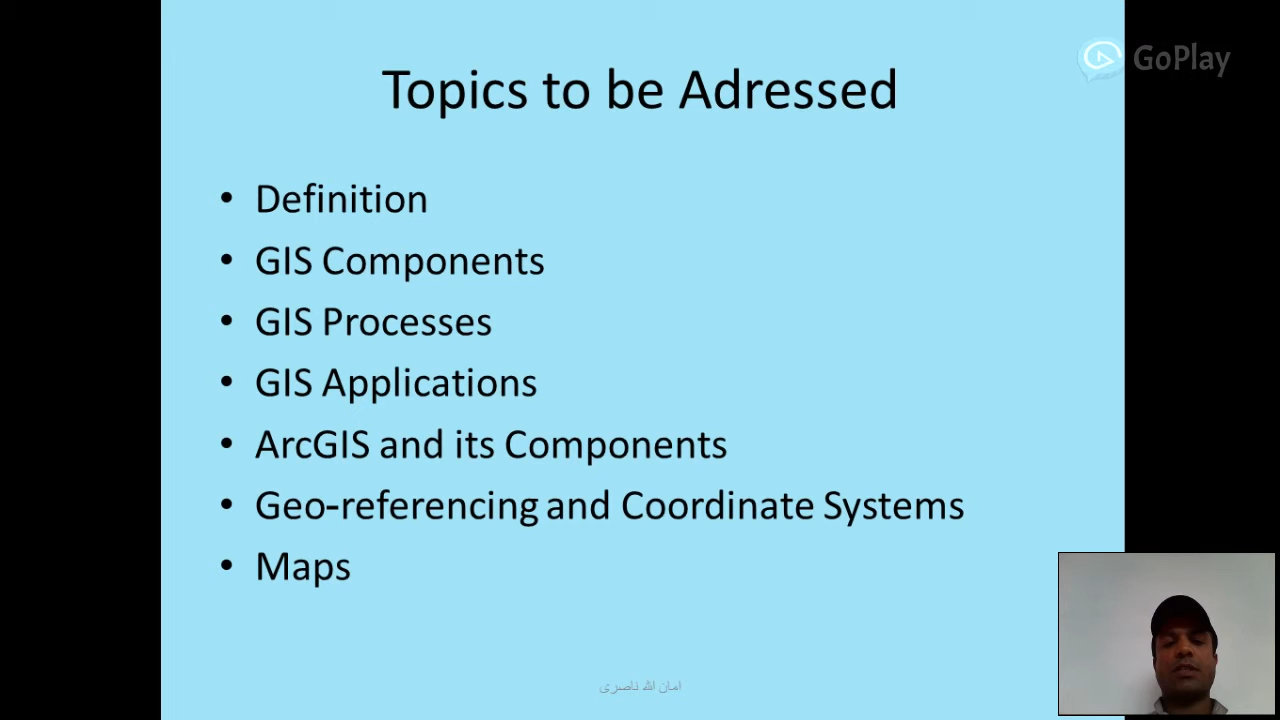 Topics to be Adressed
GoPlay
• Definition
• GIS Components
• GIS Processes
• GIS Applications
• ArcGIS and its Components
• Geo-referencing and Coordinate Systems
• Maps
امان الله ناصری